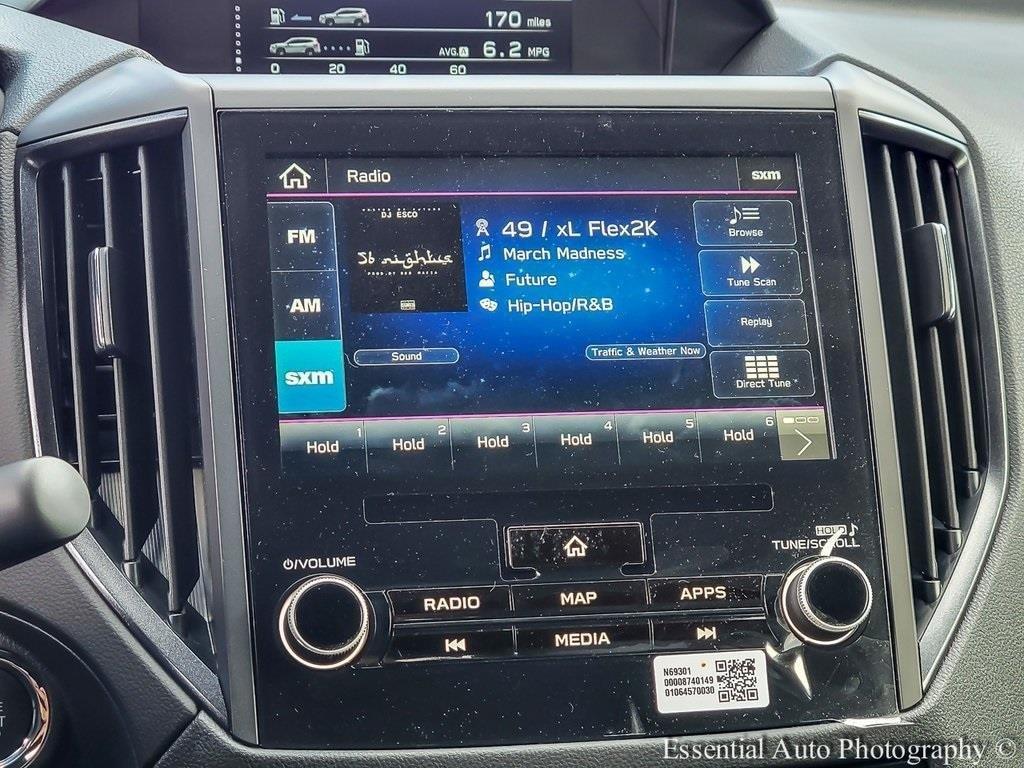 170 miles
AVG. A 6.2 MPG
0 20 40 60
Radio
sxm
FM
AM
sxm
DJ ESCO
56 nights
49 / xL Flex2K
March Madness
Future
Hip-Hop/R&B
Browse
Tune Scan
Replay
Direct Tune
Sound
Traffic & Weather Now
Hold 1
Hold 2
Hold 3
Hold 4
Hold 5
Hold 6
VOLUME
HOLD
TUNE/SCROLL
RADIO
MAP
APPS
MEDIA
N69301
00008740149
01064570030
Essential Auto Photography ©